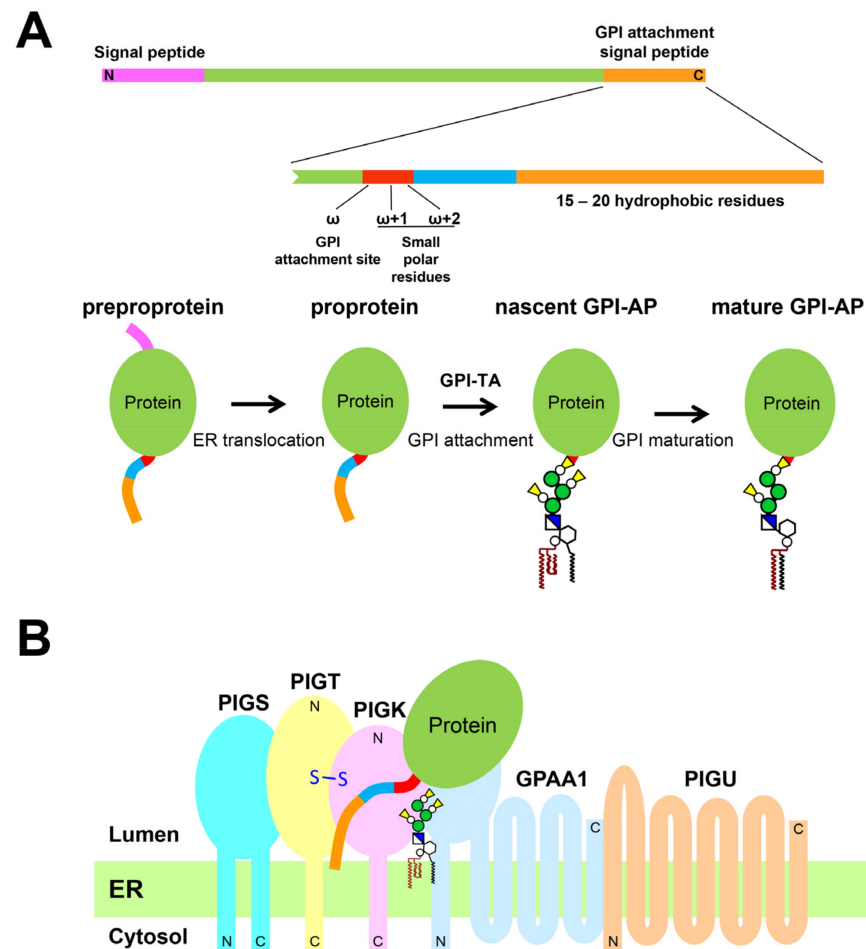 A
Signal peptide
GPI attachment
signal peptide
N
C
15 – 20 hydrophobic residues
ω
ω+1
ω+2
GPI
attachment site
Small
polar
residues
preproprotein
proprotein
nascent GPI-AP
mature GPI-AP
Protein
ER translocation
Protein
GPI-TA
GPI attachment
Protein
GPI maturation
Protein
B
PIGS
PIGT
PIGK
Protein
GPAA1
PIGU
N
N
S–S
Lumen
C
C
ER
Cytosol
N
C
C
C
N
N